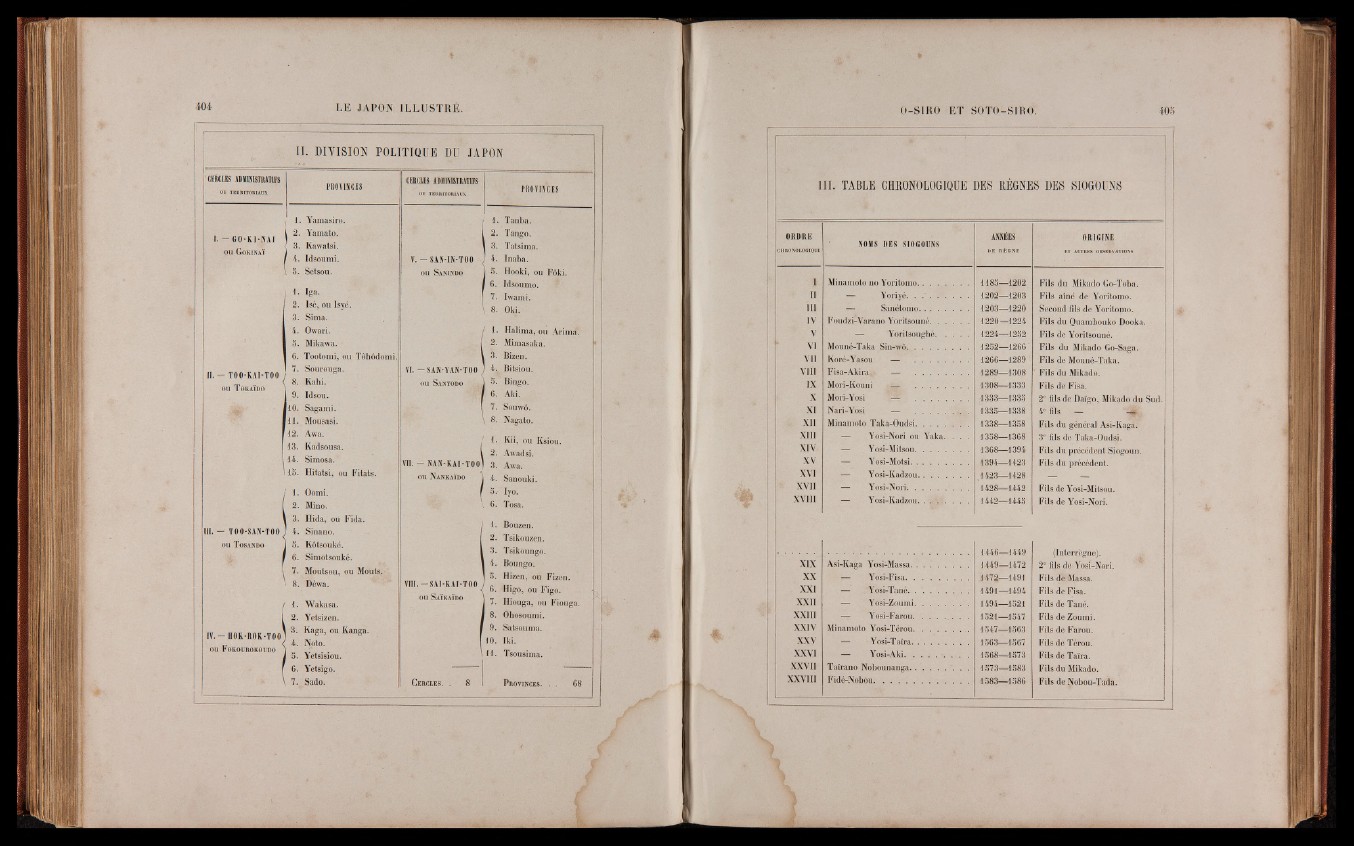 404
LE JAPON ILLUSTRÉ.
II. DIVISION POLITIQUE DU JAPON
CERCLES ADMINISTRATIFS
OU TERRITORIAUX.
PROVINCES
I. — GO-KI-NAÏ
ou Gokinaï
1. Yamasiro.
2. Yamato.
3. Kawatsi.
4. Idsoumi.
5. Setsou.
II. — TOO-KAI-TOO
ou Tokaïdo
1. Iga.
2. Isé, ou Isyé.
3. Sima.
4. Owari.
5. Mikawa.
6. Tootomi, ou Tôhôdomi.
7. Sourouga.
8. Kahi.
9. Idsou.
10. Sagami.
11. Mousasi.
12. Awa.
13. Kadsousa.
14. Simosa.
15. Hitatsi, ou Fitats.
III. — TOO-SAN-TOO
ou Tosando
1. Oomi.
2. Mino.
3. Hida, ou Fida.
4. Sinano.
5. Kôtsouké.
6. Simôtsouké.
7. Moutsou, ou Mouts.
8. Déwa.
IV. — HOK-ROK-TOO
ou Fokourokoudo
1. Wakasa.
2. Yetsizen.
3. Kaga, ou Kanga.
4. Noto.
5. Yetsisiou.
6. Yetsigo.
7. Sado.
CERCLES ADMINISTRATIFS
OU TERRITORIAUX.
PROVINCES
V. — SAN-IN-TOO
ou Sanindo
1. Tanba.
2. Tango.
3. Tatsima.
4. Inaba.
5. Hooki, ou Fôki.
6. Idsoumo.
7. Iwami.
8. Oki.
VI. — SAN-YAN-TOO
ou Sanyodo
1. Halima, ou Arima.
2. Mimasaka.
3. Bizen.
4. Bitsiou.
5. Bingo.
6. Aki.
7. Souwô.
8. Nagato.
VII. — NAN-KAI-TOO
ou Nankaïdo
1. Kii, ou Ksiou.
2. Awadsi.
3. Awa.
4. Sanouki.
5. Iyo.
6. Tosa.
VIII. — SAI-KAI-TOO
ou Saïkaïdo
1. Bouzen.
2. Tsikouzen.
3. Tsikoungo.
4. Boungo.
5. Hizen, ou Fizen.
6. Higo, ou Figo.
7. Hiouga, ou Fiouga.
8. Ohosoumi.
9. Satsouma.
10. Iki.
11. Tsousima.
Cercles. . 8
Provinces. . . 68
O-SIRO ET SOTO-SIRO.
405
III. TABLE CHRONOLOGIQUE DES RÈGNES DES SIOGOUNS
ORDRE
CHRONOLOGIQUE
NOMS DES SIOGOUNS
ANNÉES
DE RÈGNE
ORIGINE
ET AUTRES OBSERVATIONS
I Minamoto no Yoritomo. 1185—1202 Fils du Mikado Go-Toba.
II — Yoriyé. 1202—1203 Fils aîné de Yoritomo.
III — Sanétomo. 1203—1220 Second fils de Yoritomo.
IV Foudzi-Varano Yoritsouné. 1220—1224 Fils du Quambouko Dooka.
V — Yoritsoughé. 1224—1252 Fils de Yoritsouné.
VI Mouné-Taka Sin-wô. 1252—1266 Fils du Mikado Go-Saga.
VII Koré-Yasou — 1266—1289 Fils de Mouné-Taka.
VIII Fisa-Akira — 1289—1308 Fils du Mikado.
IX Mori-Kouni — 1308—1333 Fils de Fisa.
X Mori-Yosi — 1333—1335 2e fils de Daïgo, Mikado du Sud.
XI Nari-Yosi — 1335—1338 4e fils — —
XII Minamoto Taka-Oudsi. 1338—1358 Fils du général Asi-Kaga.
XIII — Yosi-Nori ou Yaka. 1358—1368 3e fils de Taka-Oudsi.
XIV — Yosi-Mitsou. 1368—1394 Fils du précédent Siogoun.
XV — Yosi-Motsi. 1394—1423 Fils du précédent.
XVI — Yosi-Kadzou. 1423—1428 — —
XVII — Yosi-Nori. 1428—1442 Fils de Yosi-Mitsou.
XVIII — Yosi-Kadzou. 1442—1445 Fils de Yosi-Nori.
1446—1449 (Interrègne).
XIX Asi-Kaga Yosi-Massa. 1449—1472 2e fils de Yosi-Nori.
XX — Yosi-Fisa. 1472—1491 Fils de Massa.
XXI — Yosi-Tané. 1491—1494 Fils de Fisa.
XXII — Yosi-Zoumi. 1494—1521 Fils de Tané.
XXIII — Yosi-Farou. 1521—1547 Fils de Zoumi.
XXIV Minamoto Yosi-Térou. 1547—1563 Fils de Farou.
XXV — Yosi-Taïra. 1563—1567 Fils de Térou.
XXVI — Yosi-Aki. 1568—1573 Fils de Taïra.
XXVII Taïrano Nobounanga. 1573—1583 Fils du Mikado.
XXVIII Fidé-Nobou. 1583—1586 Fils de Nobou-Tada.